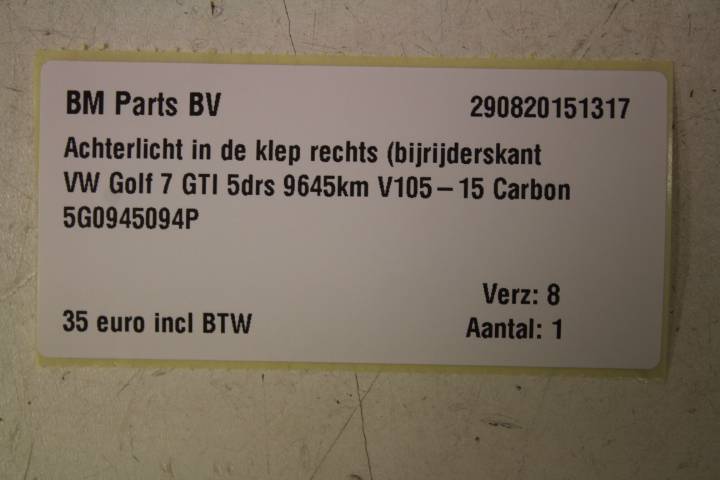 BM Parts BV 290820151317
Achterlicht in de klep rechts (bijrijderskant
VW Golf 7 GTI 5drs 9645km V105 – 15 Carbon
5G0945094P
Verz: 8
35 euro incl BTW Aantal: 1